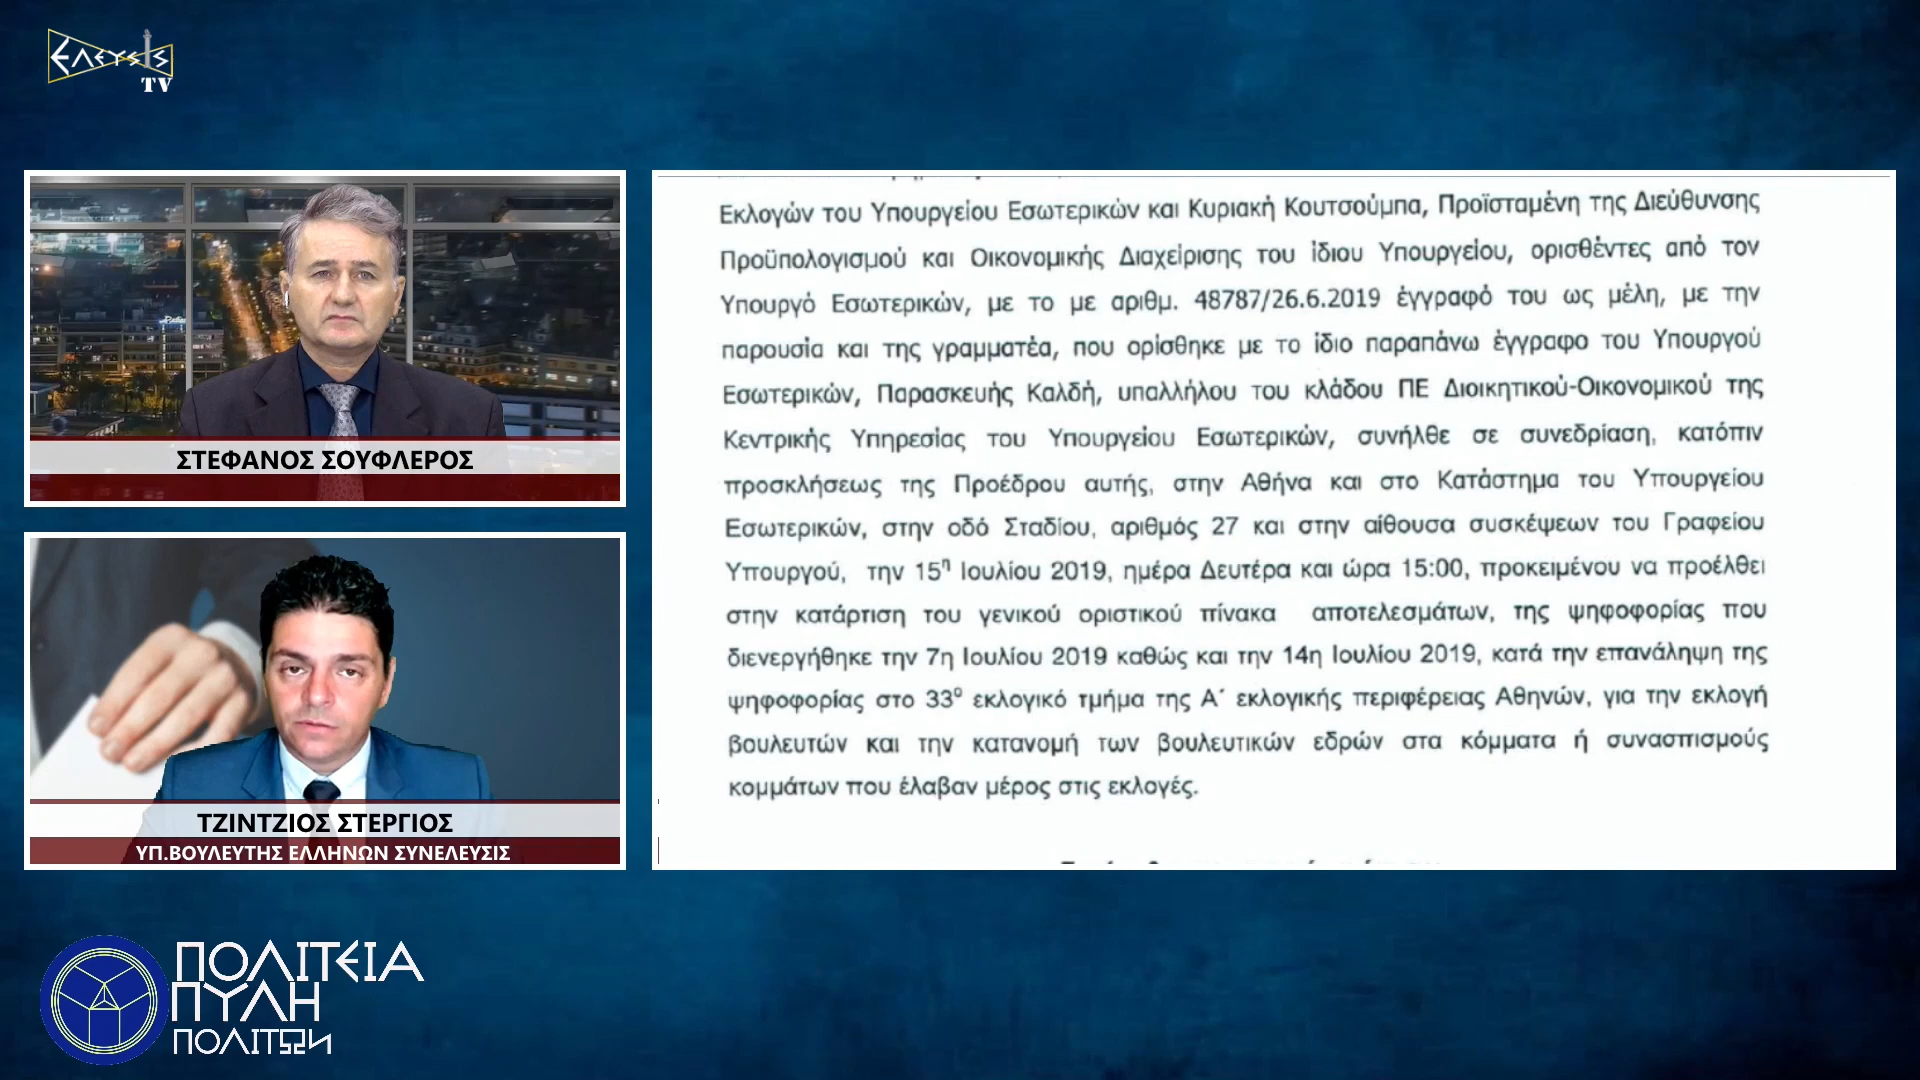 ΕΛΕΥSIS
TV
ΣΤΕΦΑΝΟΣ ΣΟΥΦΛΕΡΟΣ
ΤΖΙΝΤΖΙΟΣ ΣΤΕΡΓΙΟΣ
ΥΠ.ΒΟΥΛΕΥΤΗΣ ΕΛΛΗΝΩΝ ΣΥΝΕΛΕΥΣΙΣ
Εκλογών του Υπουργείου Εσωτερικών και Κυριακή Κουτσούμπα, Προϊσταμένη της Διεύθυνσης
Προϋπολογισμού και Οικονομικής Διαχείρισης του ίδιου Υπουργείου, ορισθέντες από τον
Υπουργό Εσωτερικών, με το με αριθμ. 48787/26.6.2019 έγγραφό του ως μέλη, με την
παρουσία και της γραμματέα, που ορίσθηκε με το ίδιο παραπάνω έγγραφο του Υπουργού
Εσωτερικών, Παρασκευής Καλδή, υπαλλήλου του κλάδου ΠΕ Διοικητικού-Οικονομικού της
Κεντρικής Υπηρεσίας του Υπουργείου Εσωτερικών, συνήλθε σε συνεδρίαση, κατόπιν
προσκλήσεως της Προέδρου αυτής, στην Αθήνα και στο Κατάστημα του Υπουργείου
Εσωτερικών, στην οδό Σταδίου, αριθμός 27 και στην αίθουσα συσκέψεων του Γραφείου
Υπουργού, την 15η Ιουλίου 2019, ημέρα Δευτέρα και ώρα 15:00, προκειμένου να προέλθει
στην κατάρτιση του γενικού οριστικού πίνακα αποτελεσμάτων, της ψηφοφορίας που
διενεργήθηκε την 7η Ιουλίου 2019 καθώς και την 14η Ιουλίου 2019, κατά την επανάληψη της
ψηφοφορίας στο 33ο εκλογικό τμήμα της Α΄ εκλογικής περιφέρειας Αθηνών, για την εκλογή
βουλευτών και την κατανομή των βουλευτικών εδρών στα κόμματα ή συνασπισμούς
κομμάτων που έλαβαν μέρος στις εκλογές.
ΠΟΛΙΤΕΙΑ
ΠΥΛΗ
ΠΟΛΙΤΩΝ